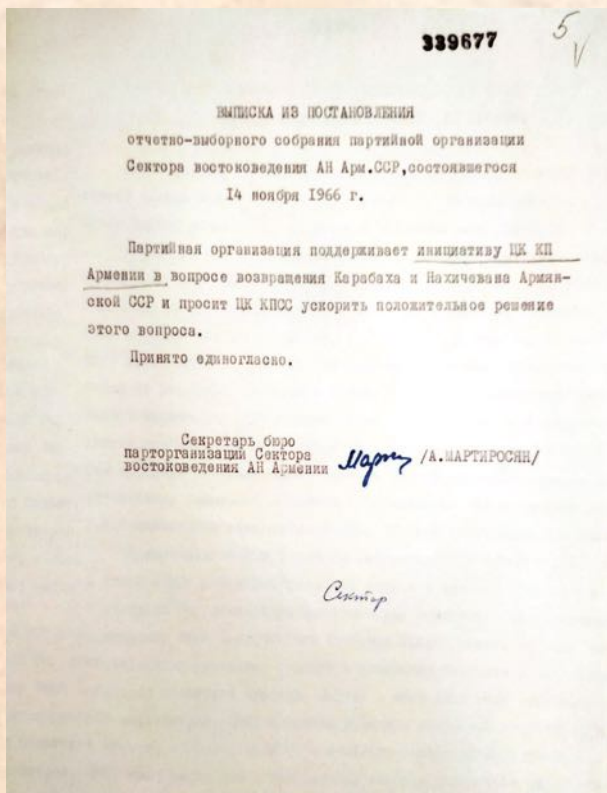 339677
5
V
ВЫПИСКА ИЗ ПОСТАНОВЛЕНИЯ
отчетно-выборного собрания партийной организации
Сектора востоковедения АН Арм.ССР,состоявшегося
14 ноября 1966 г.
Партийная организация поддерживает инициативу ЦК КП
Армении в вопросе возвращения Карабаха и Нахичевана Армян-
ской ССР и просит ЦК КПСС ускорить положительное решение
этого вопроса.
Принято единогласно.
Секретарь бюро
парторганизации Сектора
востоковедения АН Армении /А.МАРТИРОСЯН/
Сектор